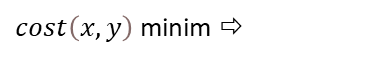 cost(x, y) minim ⇨